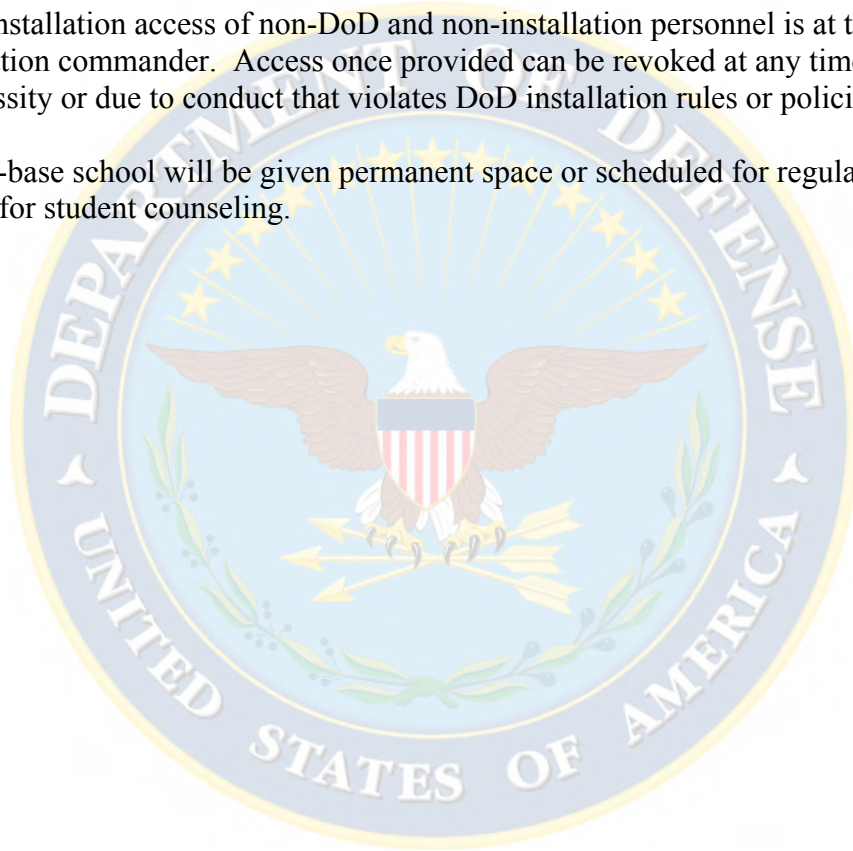 nstallation access of non-DoD and non-installation personnel is at t
tion commander.  Access once provided can be revoked at any time
ssity or due to conduct that violates DoD installation rules or polici
-base school will be given permanent space or scheduled for regula
for student counseling.
DEPARTMENT OF DEFENSE
UNITED STATES OF AMERICA